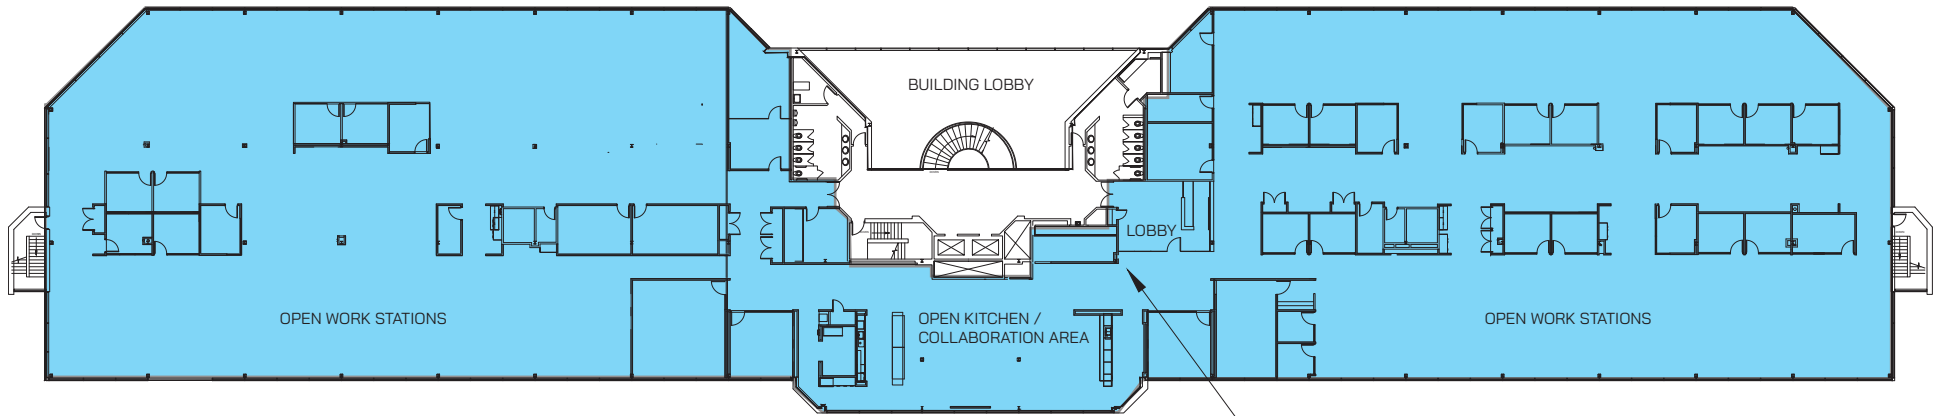 BUILDING LOBBY
LOBBY
OPEN WORK STATIONS
OPEN KITCHEN /
COLLABORATION AREA
OPEN WORK STATIONS